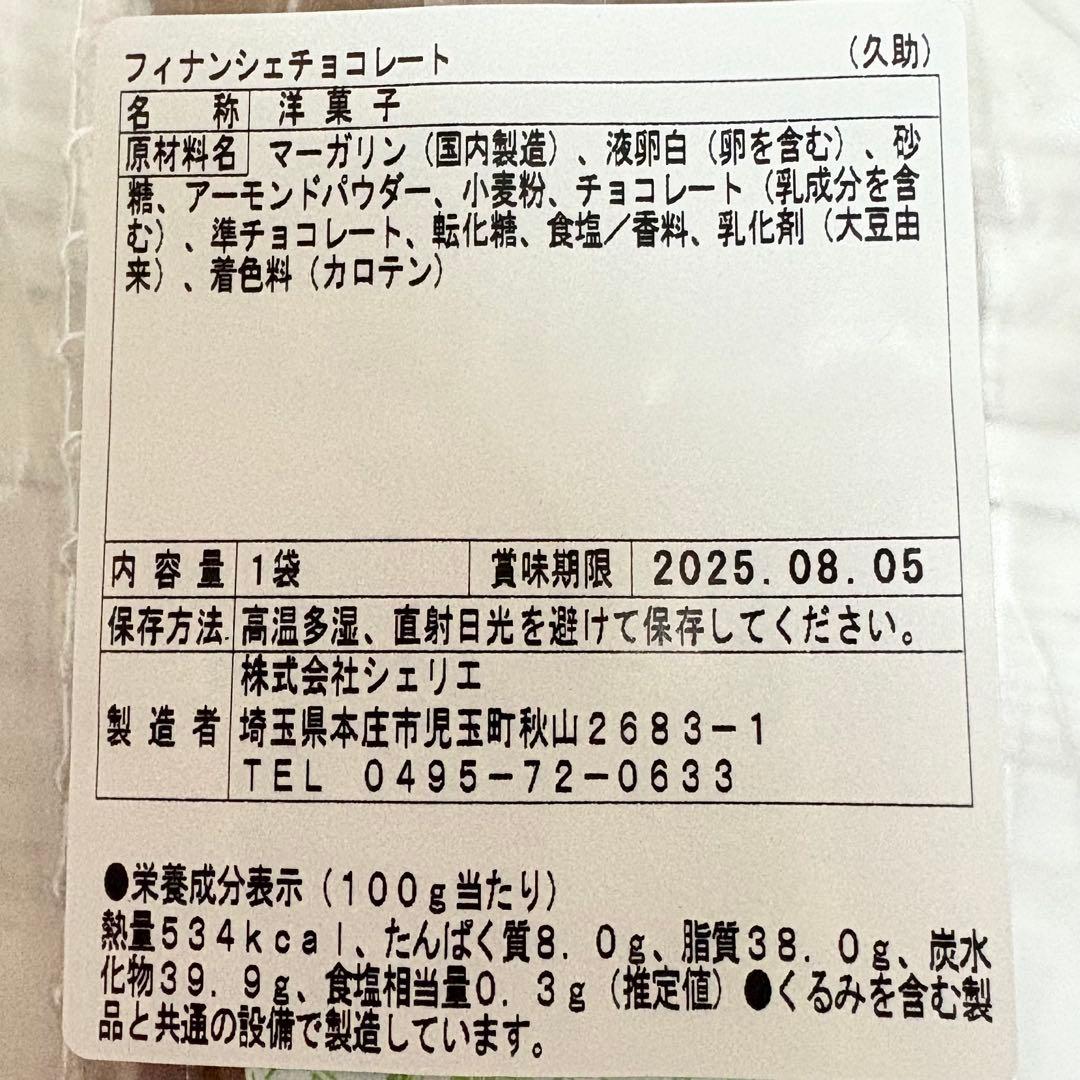 フィナンシェチョコレート (久助)
名称 洋菓子
原材料名 マーガリン(国内製造)、液卵白(卵を含む)、砂
糖、アーモンドパウダー、小麦粉、チョコレート(乳成分を含
む)、準チョコレート、転化糖、食塩/香料、乳化剤(大豆由
来)、着色料(カロテン)
内容量 1袋 賞味期限 2025.08.05
保存方法 高温多湿、直射日光を避けて保存してください。
株式会社シェリエ
製造者 埼玉県本庄市児玉町秋山2683-1
TEL 0495-72-0633
●栄養成分表示(100g当たり)
熱量534kcal、たんぱく質8.0g、脂質38.0g、炭水
化物39.9g、食塩相当量0.3g(推定値)●くるみを含む製
品と共通の設備で製造しています。